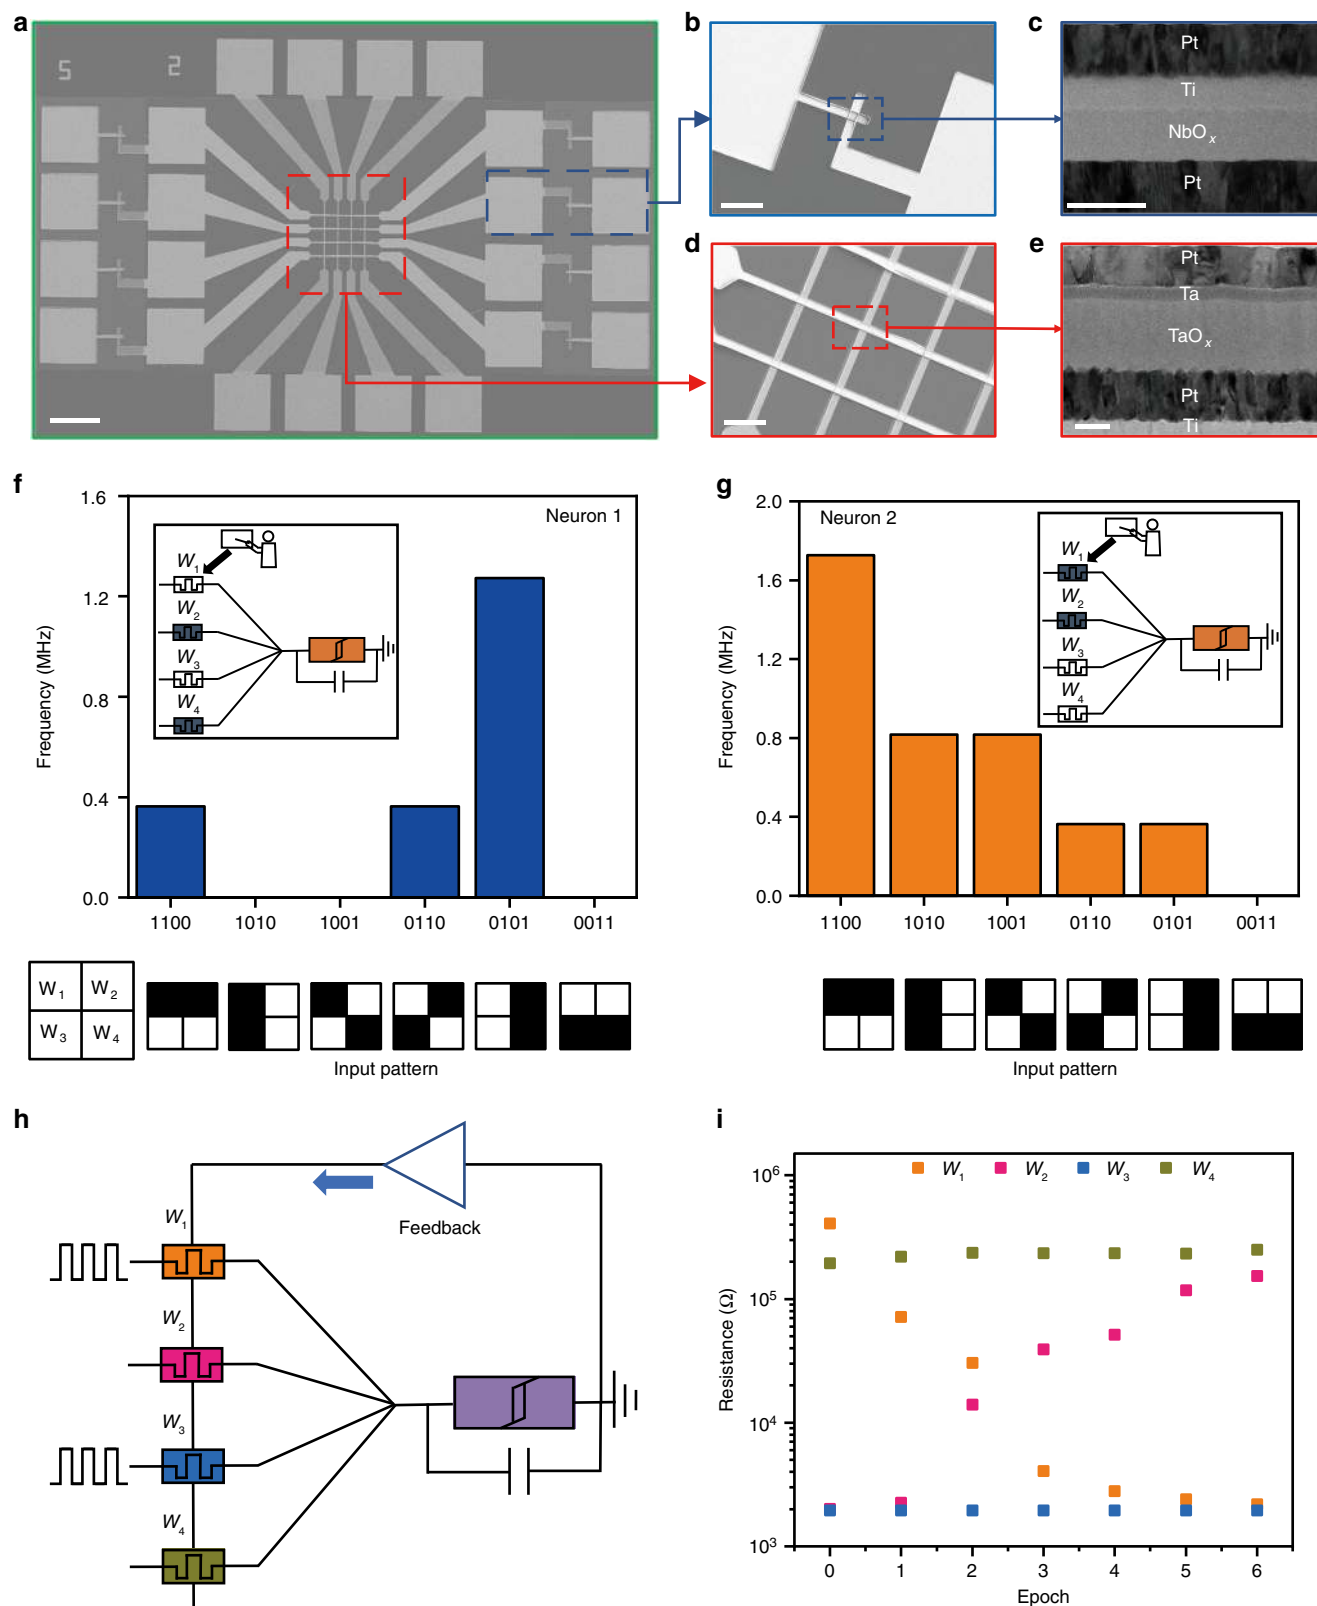 a
5 2
b
c
Pt
Ti
NbOₓ
Pt
d
e
Pt
Ta
TaOₓ
Pt
Ti
f
1.6
1.2
0.8
0.4
0.0
Frequency (MHz)
Neuron 1
W₁
W₂
W₃
W₄
1100 1010 1001 0110 0101 0011
W₁ W₂
W₃ W₄
Input pattern
g
2.0
1.6
1.2
0.8
0.4
0.0
Frequency (MHz)
Neuron 2
W₁
W₂
W₃
W₄
1100 1010 1001 0110 0101 0011
Input pattern
h
Feedback
W₁
W₂
W₃
W₄
i
W₁ W₂ W₃ W₄
10⁶
10⁵
10⁴
10³
Resistance (Ω)
0 1 2 3 4 5 6
Epoch